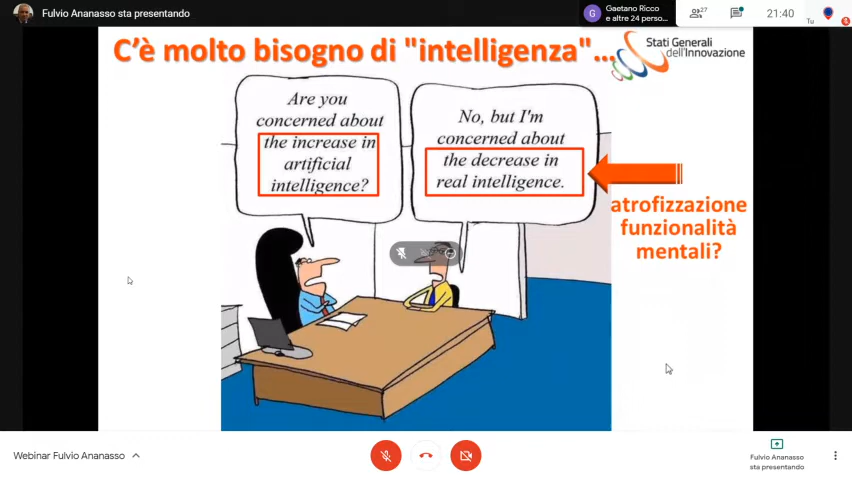 Fulvio Ananasso sta presentando
G
Gaetano Ricco
e altre 24 perso...
27
21:40
Tu
C'è molto bisogno di "intelligenza"...
Stati Generali
dell'Innovazione
Are you
concerned about
the increase in
artificial
intelligence?
No, but I'm
concerned about
the decrease in
real intelligence.
atrofizzazione
funzionalità
mentali?
Webinar Fulvio Ananasso
Fulvio Ananasso
sta presentando